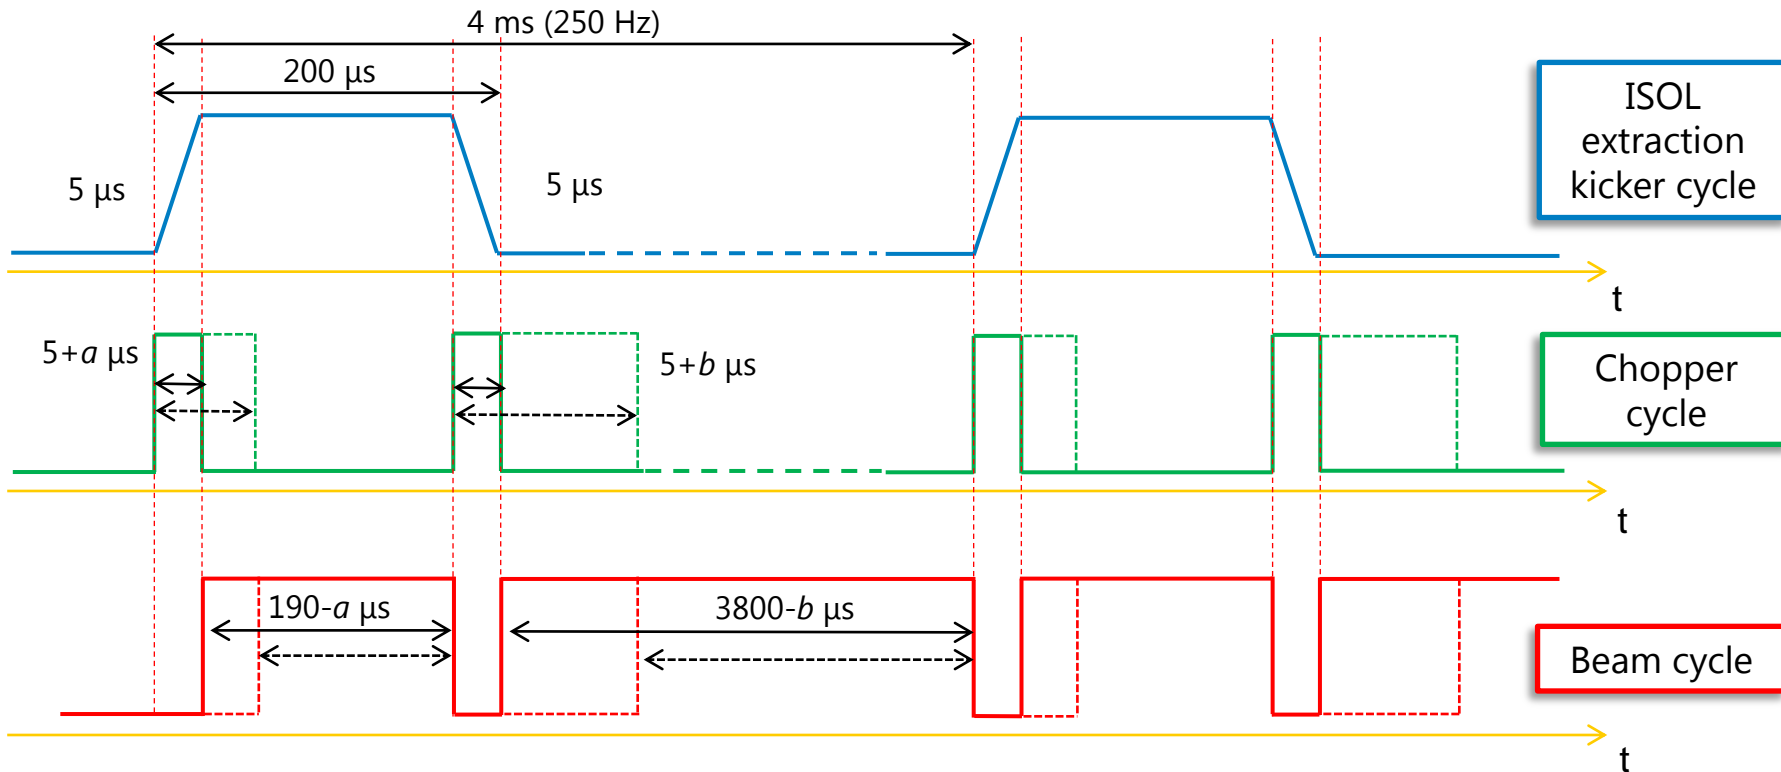 4 ms (250 Hz)
200 µs
5 µs
5 µs
ISOL
extraction
kicker cycle
t
5+a µs
5+b µs
Chopper
cycle
t
190-a µs
3800-b µs
Beam cycle
t